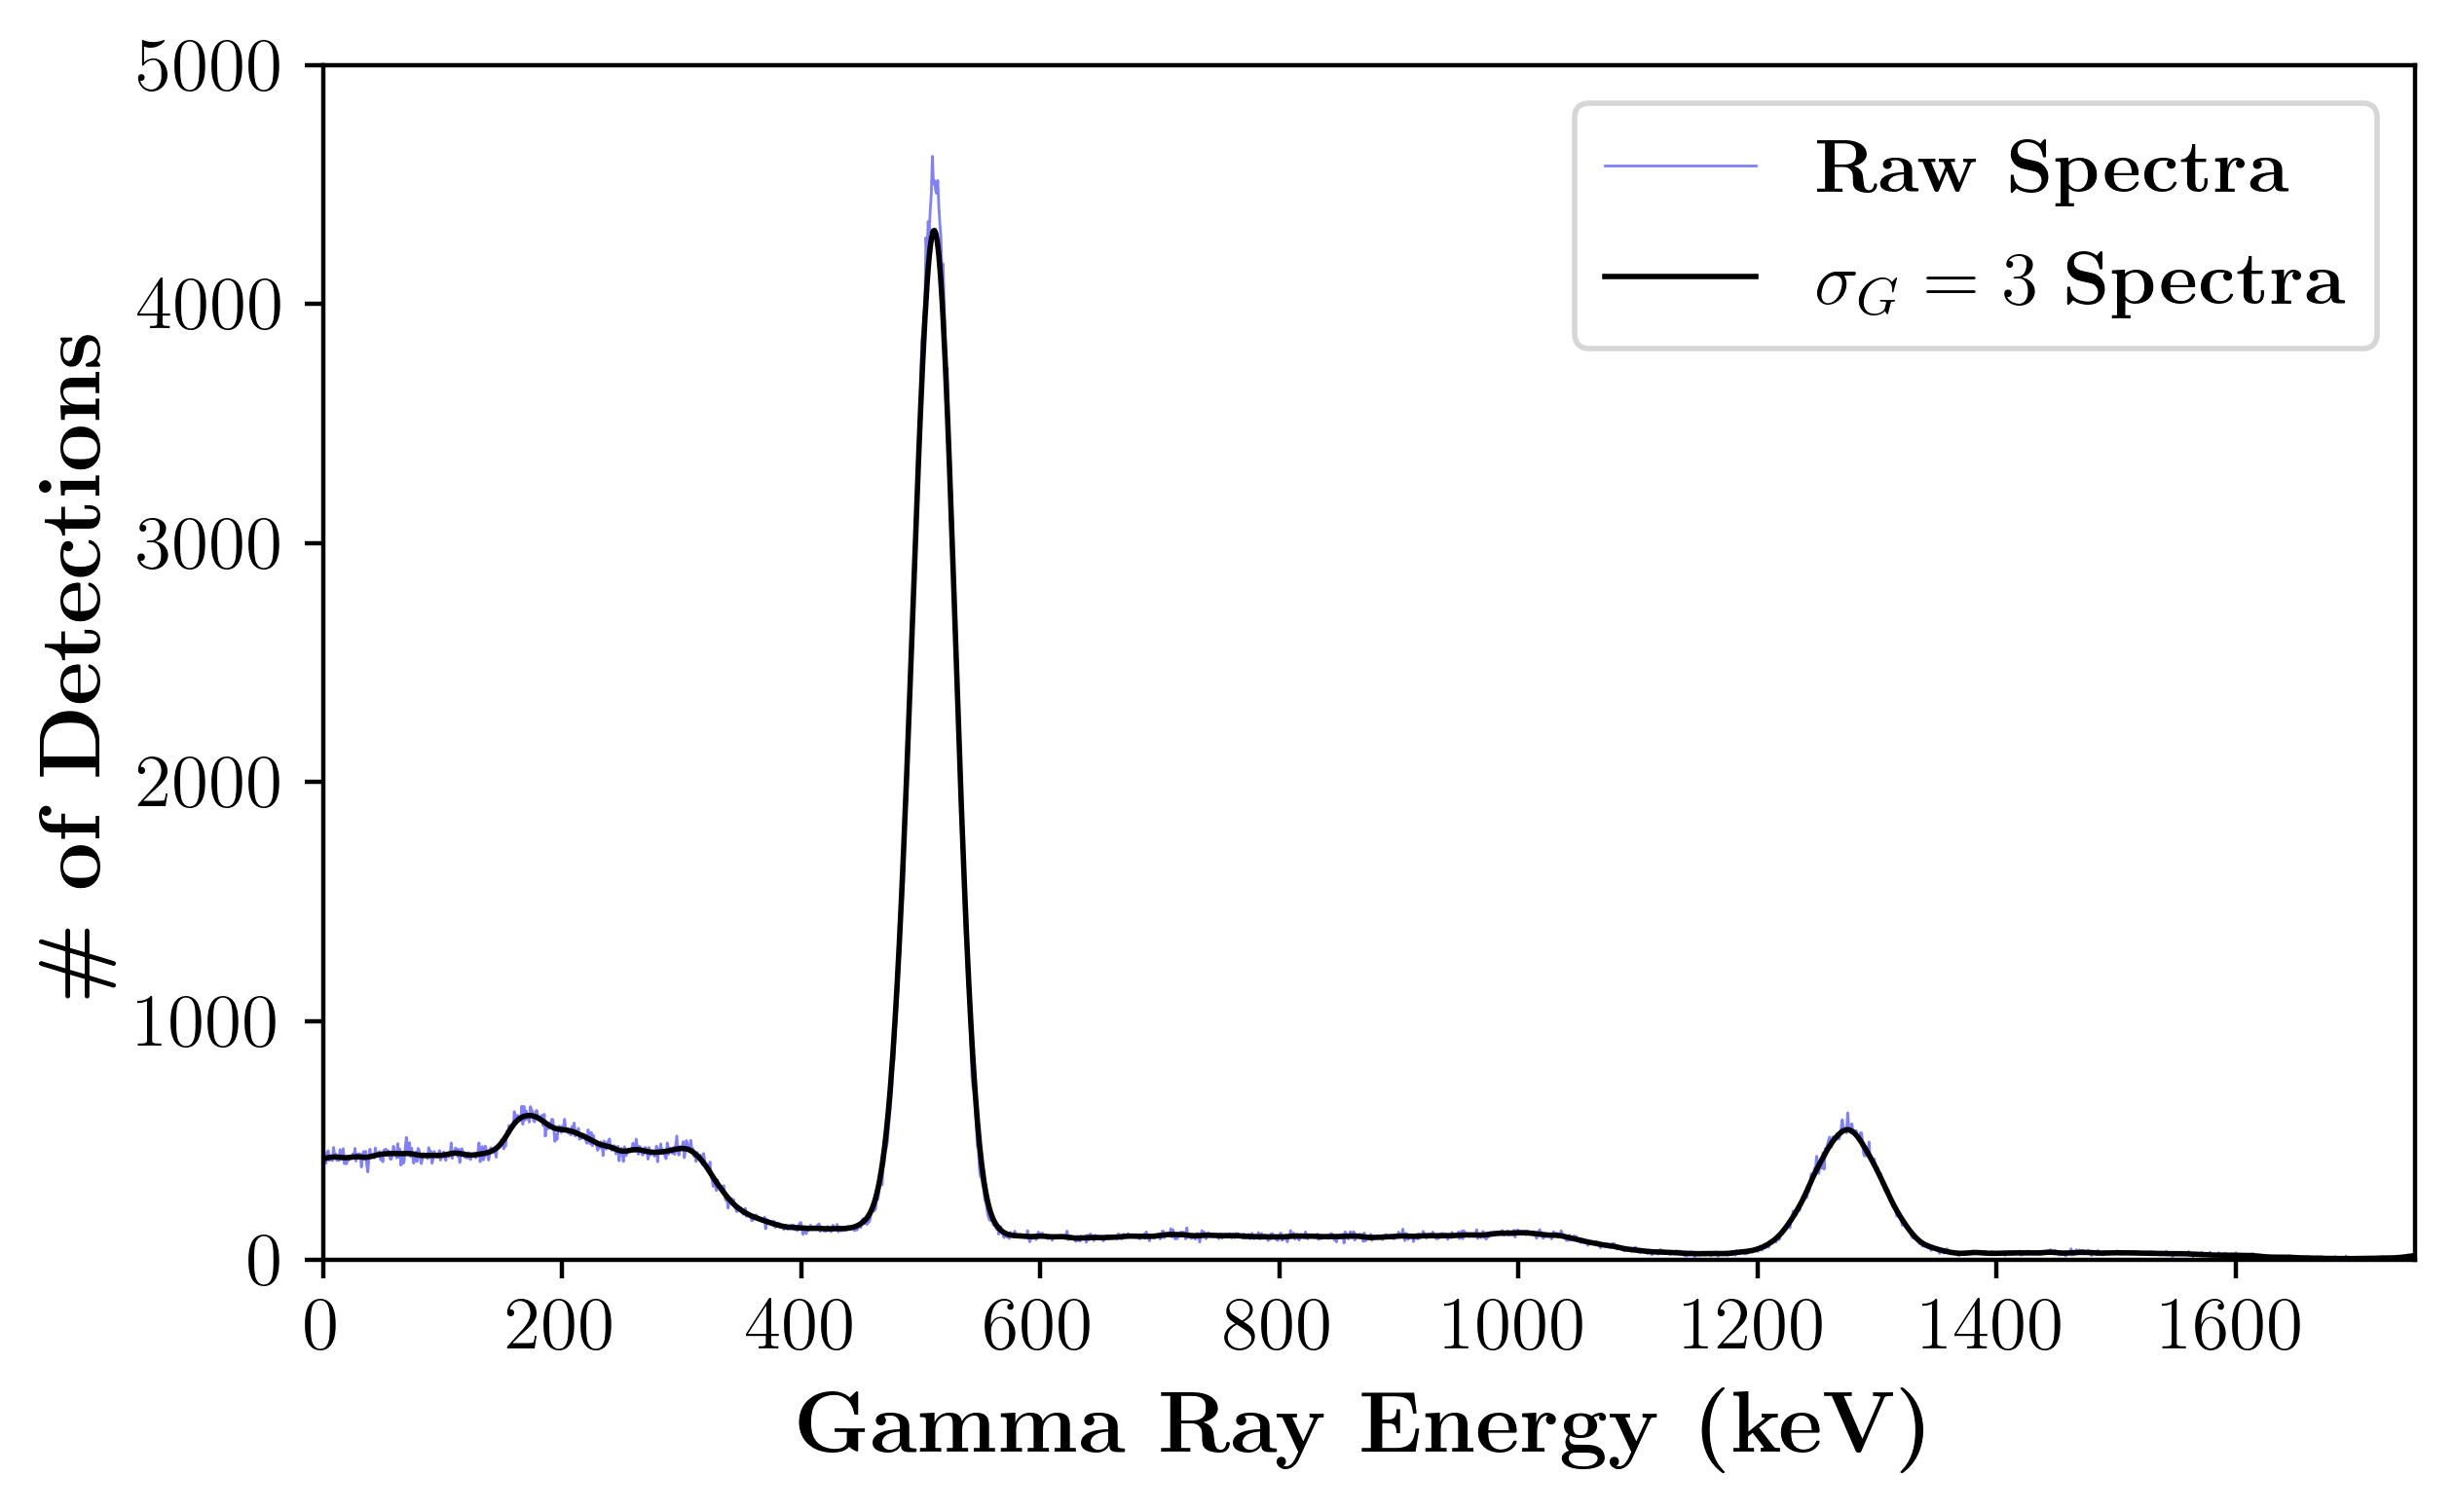 5000
4000
3000
2000
1000
0
# of Detections
Raw Spectra
σ_G = 3 Spectra
0 200 400 600 800 1000 1200 1400 1600
Gamma Ray Energy (keV)